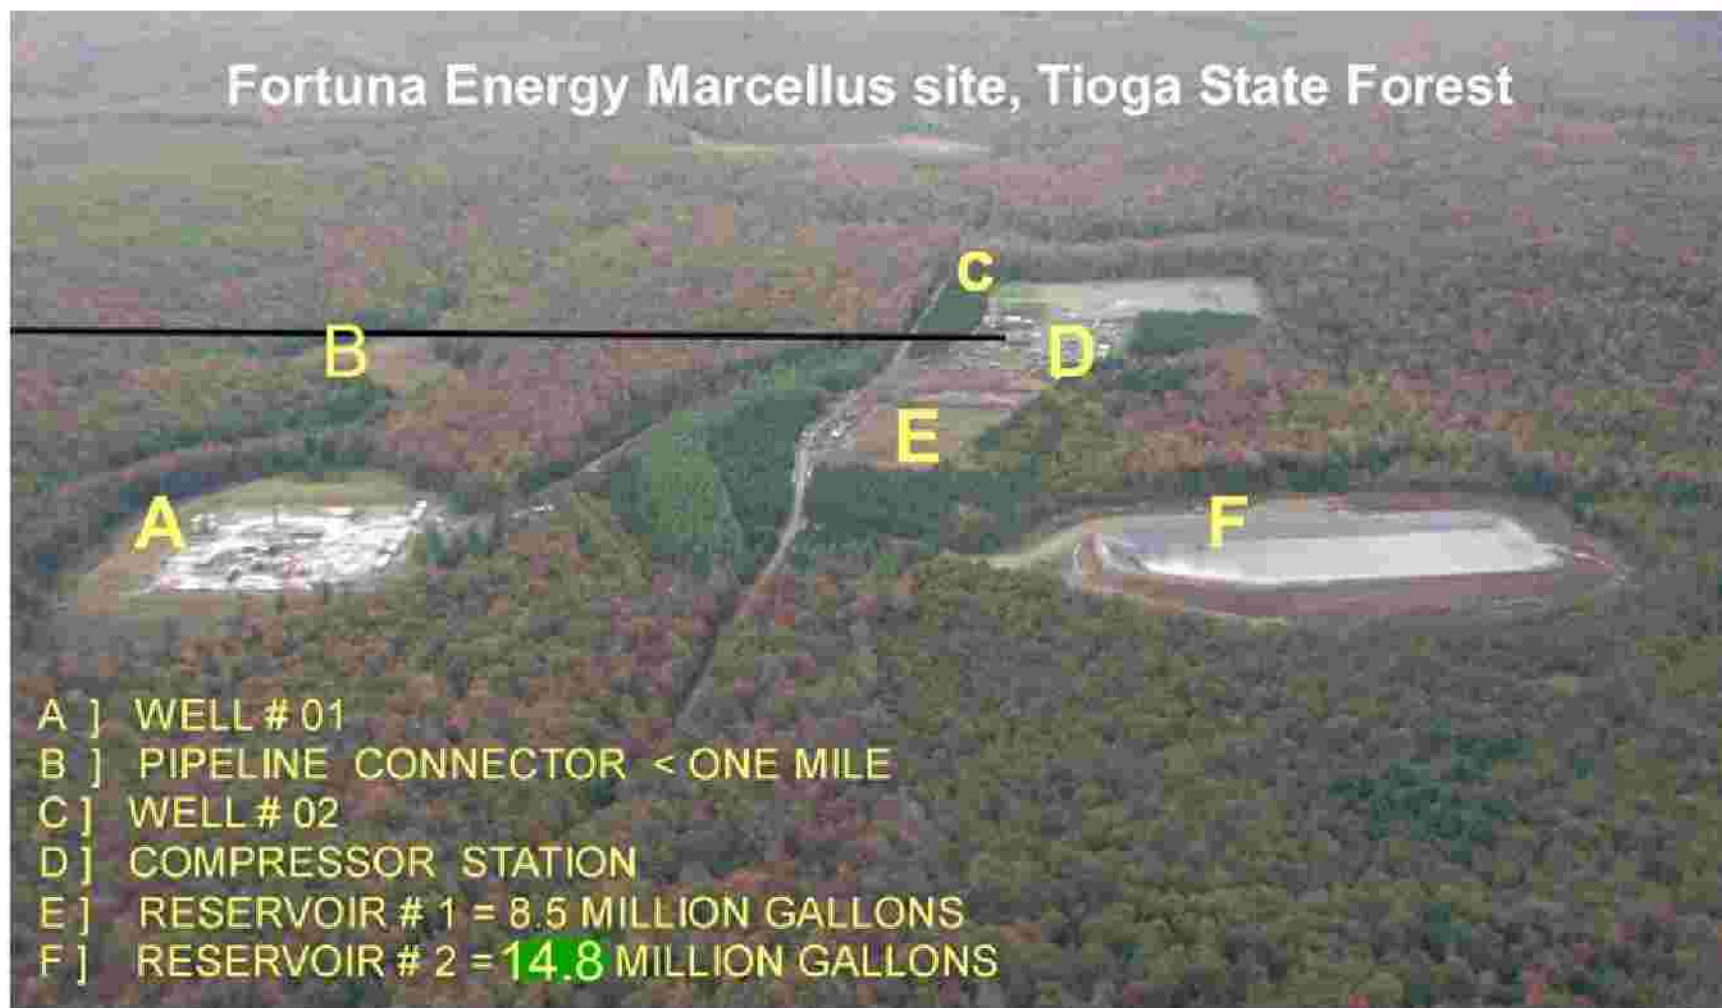 Fortuna Energy Marcellus site, Tioga State Forest
C
B
D
E
A
F
A ] WELL # 01
B ] PIPELINE CONNECTOR < ONE MILE
C ] WELL # 02
D ] COMPRESSOR STATION
E ] RESERVOIR # 1 = 8.5 MILLION GALLONS
F ] RESERVOIR # 2 = 14.8 MILLION GALLONS